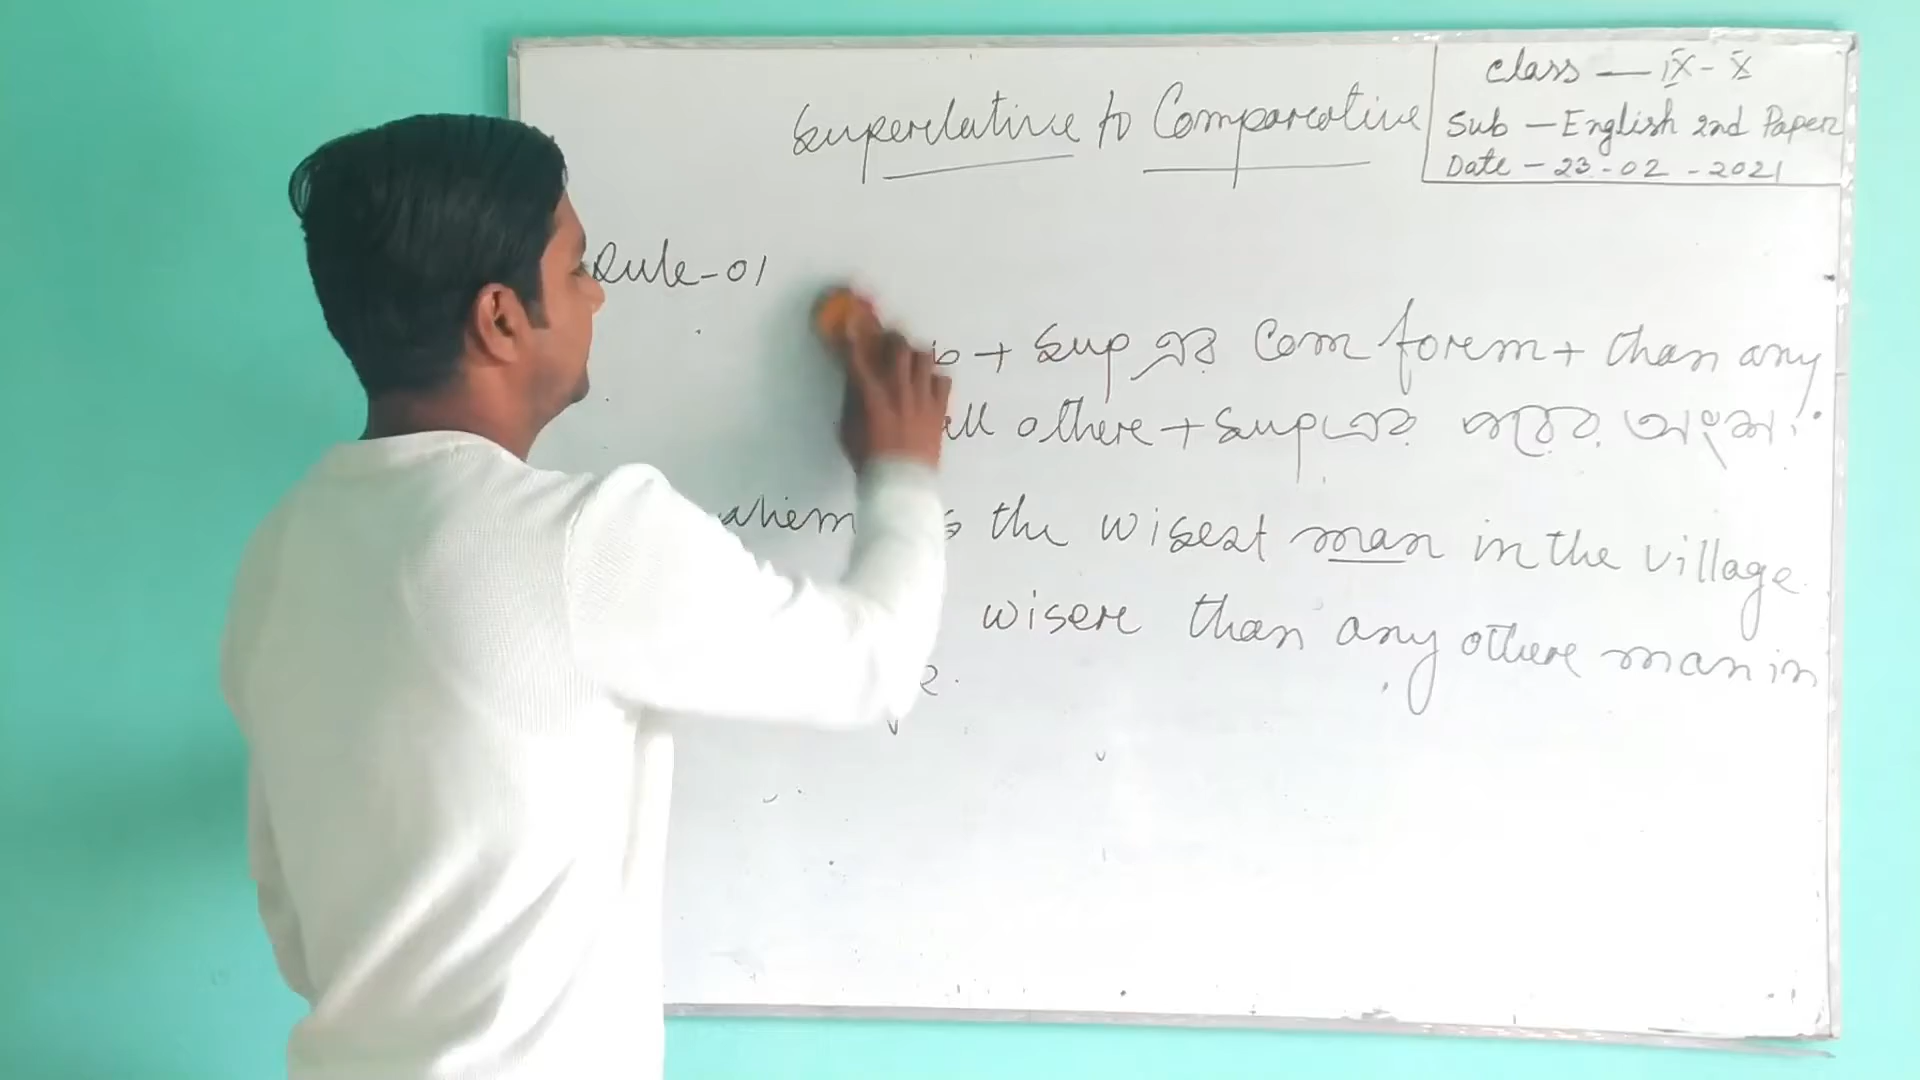 Superlative to Comparative
Class — IX - X
Sub — English 2nd Paper
Date - 23-02-2021
Rule-01
+ Sup এর Com form + than any
all other + Sup এর পরের অংশ।
is the wisest man in the village.
wiser than any other man in